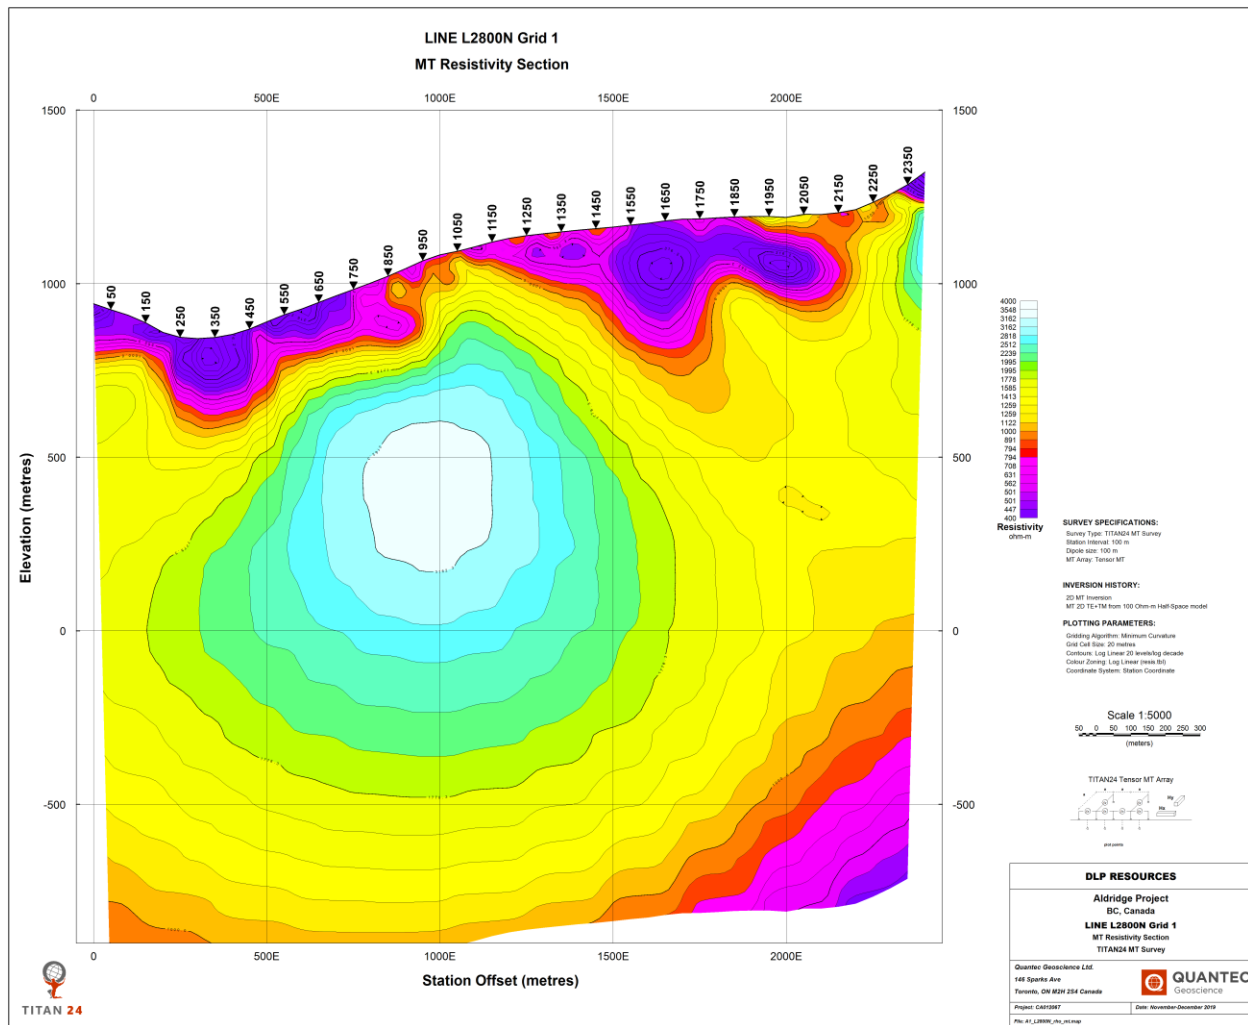 LINE L2800N Grid 1
MT Resistivity Section
0 500E 1000E 1500E 2000E
1500 1500
50 150 250 350 450 550 650 750 850 950 1050 1150 1250 1350 1450 1550 1650 1750 1850 1950 2050 2150 2250 2350
1000 1000
500 500
0 0
-500 -500
Elevation (metres)
0 500E 1000E 1500E 2000E
Station Offset (metres)
4000
3548
3162
3162
2818
2512
2239
1995
1995
1778
1585
1413
1259
1259
1122
1000
891
794
794
708
631
562
501
501
447
400
Resistivity
ohm-m
SURVEY SPECIFICATIONS:
Survey Type: TITAN24 MT Survey
Station Interval: 100 m
Dipole size: 100 m
MT Array: Tensor MT
INVERSION HISTORY:
2D MT Inversion
MT 2D TE+TM from 100 Ohm-m Half-Space model
PLOTTING PARAMETERS:
Gridding Algorithm: Minimum Curvature
Grid Cell Size: 20 metres
Contours: Log Linear 20 levels/log decade
Colour Zoning: Log Linear (resis.tbl)
Coordinate System: Station Coordinate
Scale 1:5000
50 0 50 100 150 200 250 300
(meters)
TITAN24 Tensor MT Array
plot points
DLP RESOURCES
Aldridge Project
BC, Canada
LINE L2800N Grid 1
MT Resistivity Section
TITAN24 MT Survey
Quantec Geoscience Ltd.
146 Sparks Ave
Toronto, ON M2H 2S4 Canada
QUANTEC
Geoscience
Project: CA01206T Date: November-December 2019
TITAN 24